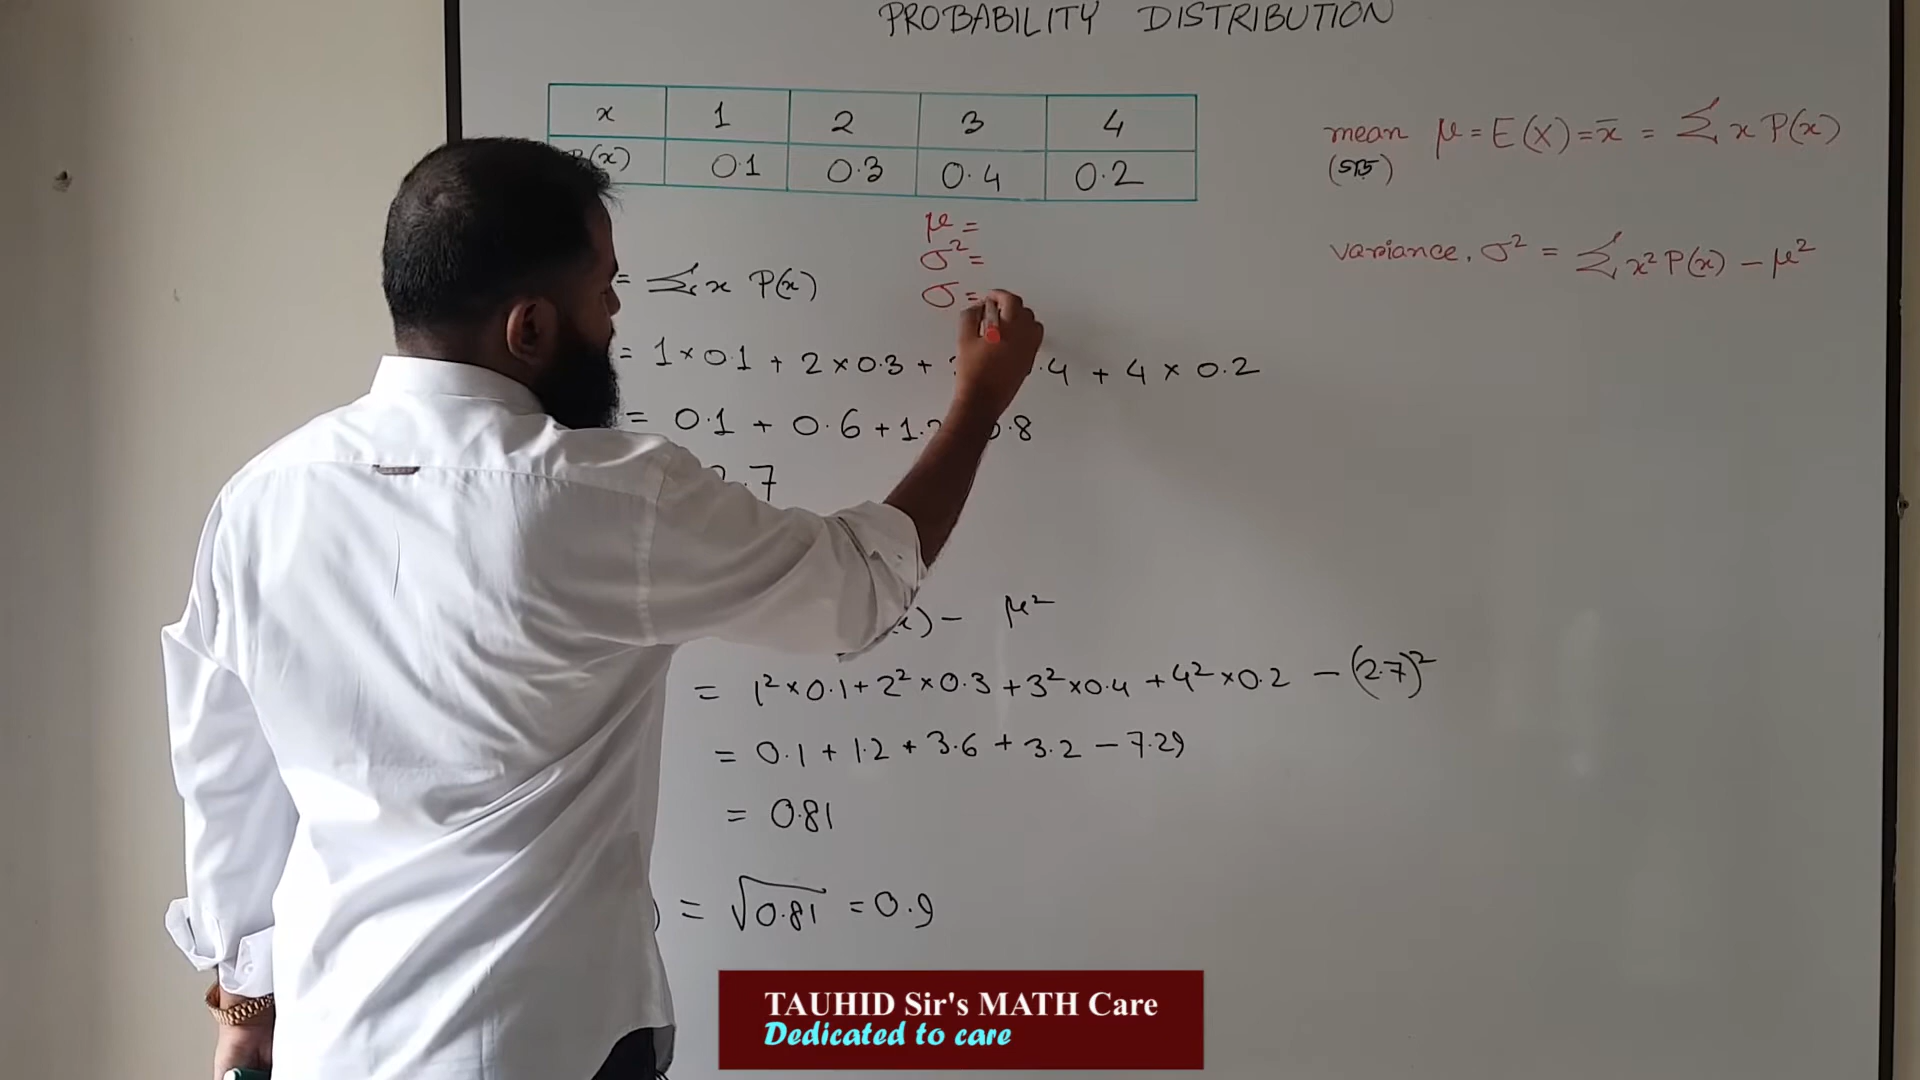 PROBABILITY DISTRIBUTION
x 1 2 3 4
(x) 0.1 0.3 0.4 0.2
mean μ = E(X) = x̄ = Σ x P(x)
variance, σ² = Σ x² P(x) − μ²
μ =
σ² =
σ =
= Σ x P(x)
= 1 × 0.1 + 2 × 0.3 + .4 + 4 × 0.2
= 0.1 + 0.6 + 1.2 0.8
.7
) − μ²
= 1² × 0.1 + 2² × 0.3 + 3² × 0.4 + 4² × 0.2 − (2.7)²
= 0.1 + 1.2 + 3.6 + 3.2 − 7.29
= 0.81
= √0.81 = 0.9
TAUHID Sir's MATH Care
Dedicated to care